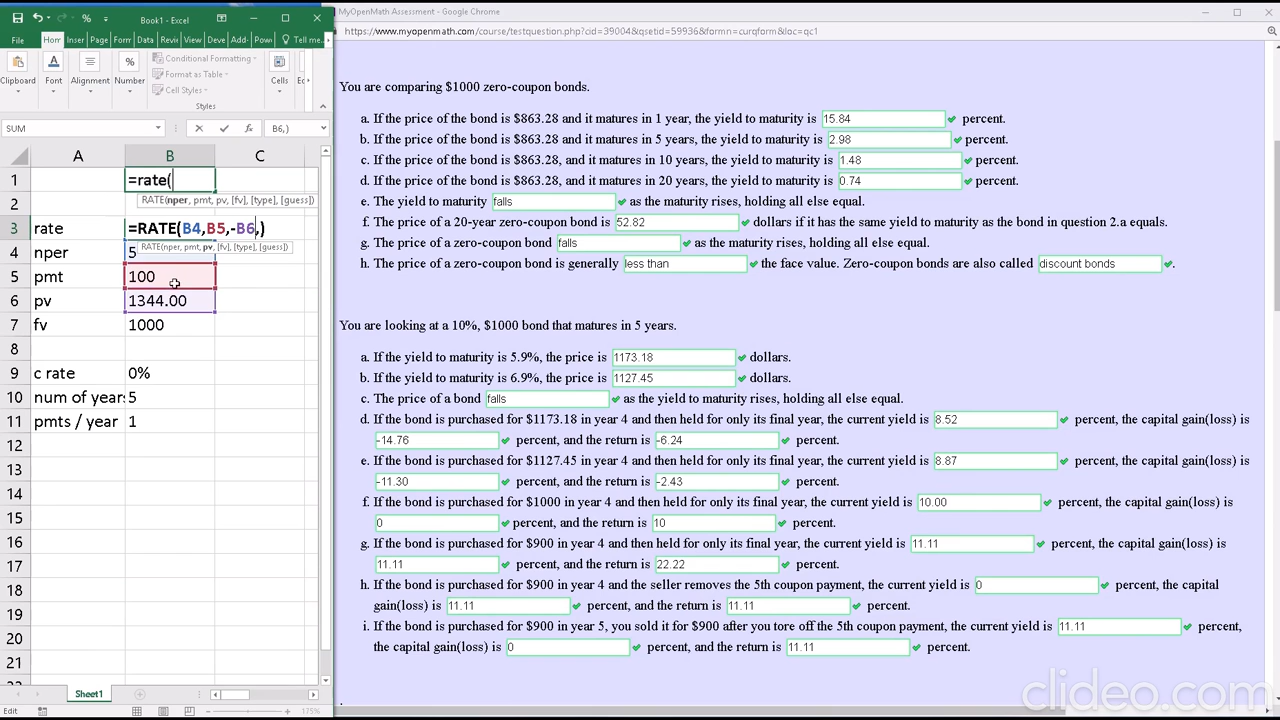 Book1 - Excel
File
Horr
Inser
Page
Forr
Data
Revi
View
Deve
Add-
Pow
Tell me.
Clipboard
Font
Alignment
Number
Conditional Formatting
Format as Table
Cell Styles
Styles
Cells
SUM
B6,)
A B C
1 =rate(
RATE(nper, pmt, pv, [fv], [type], [guess])
2
3 rate =RATE(B4,B5,-B6,)
4 nper 5
RATE(nper, pmt, pv, [fv], [type], [guess])
5 pmt 100
6 pv 1344.00
7 fv 1000
8
9 c rate 0%
10 num of year: 5
11 pmts / year 1
12
13
14
15
16
17
18
19
20
21
Sheet1
Edit
175%
MyOpenMath Assessment - Google Chrome
https://www.myopenmath.com/course/testquestion.php?cid=39004&qsetid=59936&formn=curqform&loc=qc1
You are comparing $1000 zero-coupon bonds.
a. If the price of the bond is $863.28 and it matures in 1 year, the yield to maturity is 15.84 percent.
b. If the price of the bond is $863.28 and it matures in 5 yesrs, the yield to maturity is 2.98 percent.
c. If the price of the bond is $863.28, and it matures in 10 years, the yield to maturity is 1.48 percent.
d. If the price of the bond is $863.28, and it matures in 20 years, the yield to maturity is 0.74 percent.
e. The yield to maturity falls as the maturity rises, holding all else equal.
f. The price of a 20-year zero-coupon bond is 52.82 dollars if it has the same yield to maturity as the bond in question 2.a equals.
g. The price of a zero-coupon bond falls as the maturity rises, holding all else equal.
h. The price of a zero-coupon bond is generally less than the face value. Zero-coupon bonds are also called discount bonds.
You are looking at a 10%, $1000 bond that matures in 5 years.
a. If the yield to maturity is 5.9%, the price is 1173.18 dollars.
b. If the yield to maturity is 6.9%, the price is 1127.45 dollars.
c. The price of a bond falls as the yield to maturity rises, holding all else equal.
d. If the bond is purchased for $1173.18 in year 4 and then held for only its final year, the current yield is 8.52 percent, the capital gain(loss) is
-14.76 percent, and the return is -6.24 percent.
e. If the bond is purchased for $1127.45 in year 4 and then held for only its final year, the current yield is 8.87 percent, the capital gain(loss) is
-11.30 percent, and the return is -2.43 percent.
f. If the bond is purchased for $1000 in year 4 and then held for only its final year, the current yield is 10.00 percent, the capital gain(loss) is
0 percent, and the return is 10 percent.
g. If the bond is purchased for $900 in year 4 and then held for only its final year, the current yield is 11.11 percent, the capital gain(loss) is
11.11 percent, and the return is 22.22 percent.
h. If the bond is purchased for $900 in year 4 and the seller removes the 5th coupon payment, the current yield is 0 percent, the capital
gain(loss) is 11.11 percent, and the return is 11.11 percent.
i. If the bond is purchased for $900 in year 5, you sold it for $900 after you tore off the 5th coupon payment, the current yield is 11.11 percent,
the capital gain(loss) is 0 percent, and the return is 11.11 percent.
clideo.com